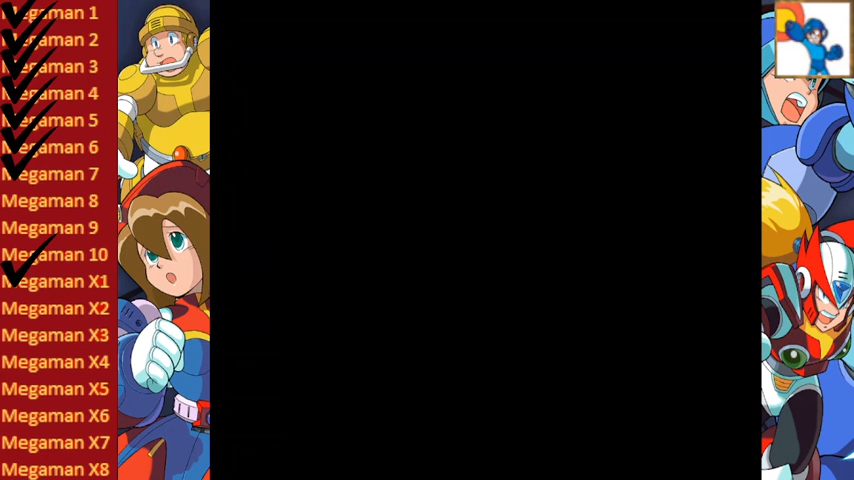 Megaman 1
Megaman 2
Megaman 3
Megaman 4
Megaman 5
Megaman 6
Megaman 7
Megaman 8
Megaman 9
Megaman 10
Megaman X1
Megaman X2
Megaman X3
Megaman X4
Megaman X5
Megaman X6
Megaman X7
Megaman X8